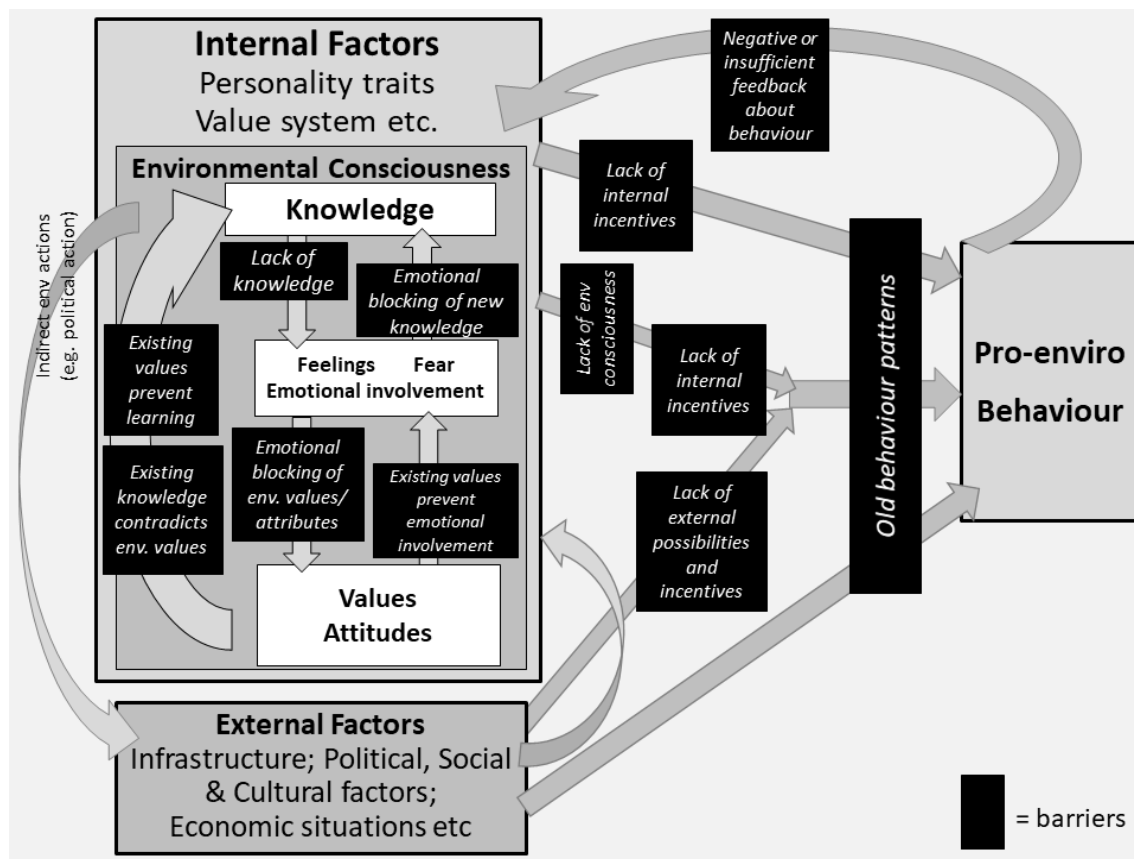 Internal Factors
Personality traits
Value system etc.
Environmental Consciousness
Knowledge
Lack of
knowledge
Emotional
blocking of new
knowledge
Existing
values
prevent
learning
Feelings Fear
Emotional involvement
Existing
knowledge
contradicts
env. values
Emotional
blocking of
env. values/
attributes
Existing values
prevent
emotional
involvement
Values
Attitudes
Indirect env actions
(e.g. political action)
External Factors
Infrastructure; Political, Social
& Cultural factors;
Economic situations etc
Negative or
insufficient
feedback
about
behaviour
Lack of
internal
incentives
Lack of env
consciousness
Lack of
internal
incentives
Lack of
external
possibilities
and
incentives
Old behaviour patterns
Pro-enviro
Behaviour
= barriers